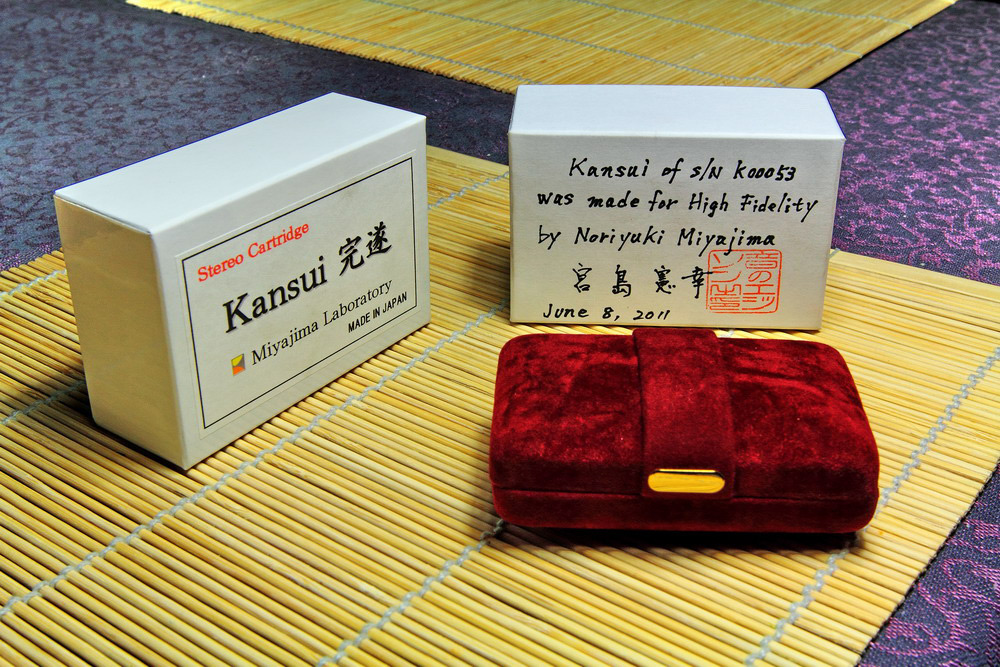 Stereo Cartridge
Kansui 完遂
Miyajima Laboratory
MADE IN JAPAN
Kansui of s/N K00053
was made for High Fidelity
by Noriyuki Miyajima
宮島憲幸
June 8, 2011